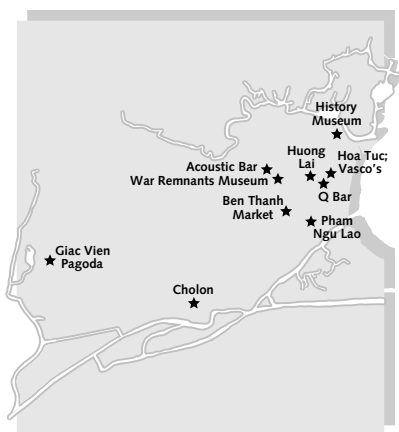 History
Museum
Huong
Lai
Hoa Tuc;
Vasco's
Acoustic Bar
War Remnants Museum
Q Bar
Ben Thanh
Market
Pham
Ngu Lao
Giac Vien
Pagoda
Cholon